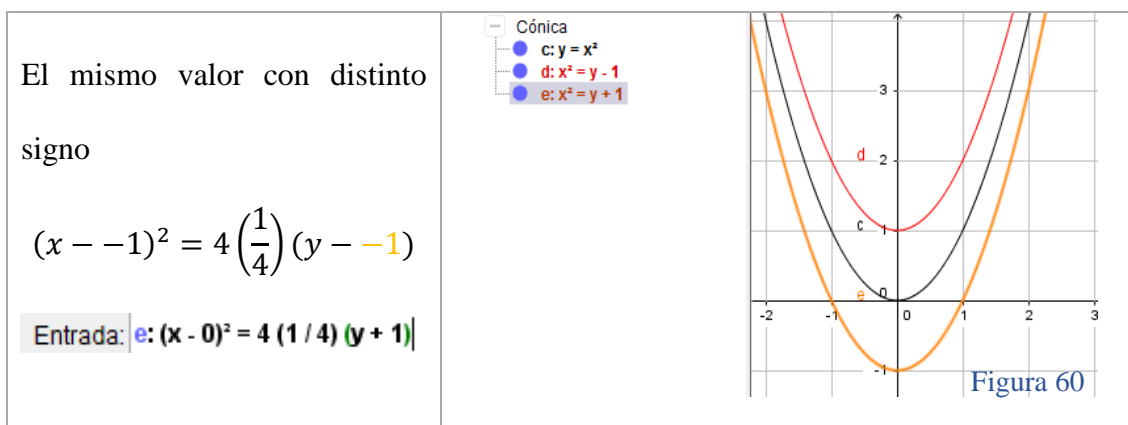 El mismo valor con distinto
signo
(x − −1)² = 4 (1/4) (y − −1)
Entrada: e: (x - 0)² = 4 (1 / 4) (y + 1)
Cónica
c: y = x²
d: x² = y - 1
e: x² = y + 1
3
d 2
c 1
e 0
-2 -1 0 1 2 3
-1
Figura 60